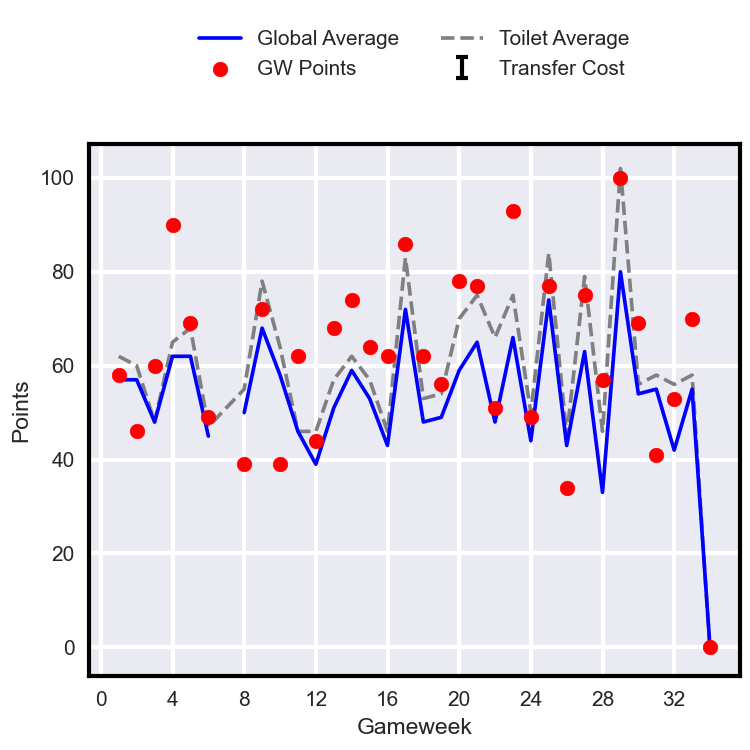 Global Average
Toilet Average
GW Points
Transfer Cost
Points
100
80
60
40
20
0
0 4 8 12 16 20 24 28 32
Gameweek